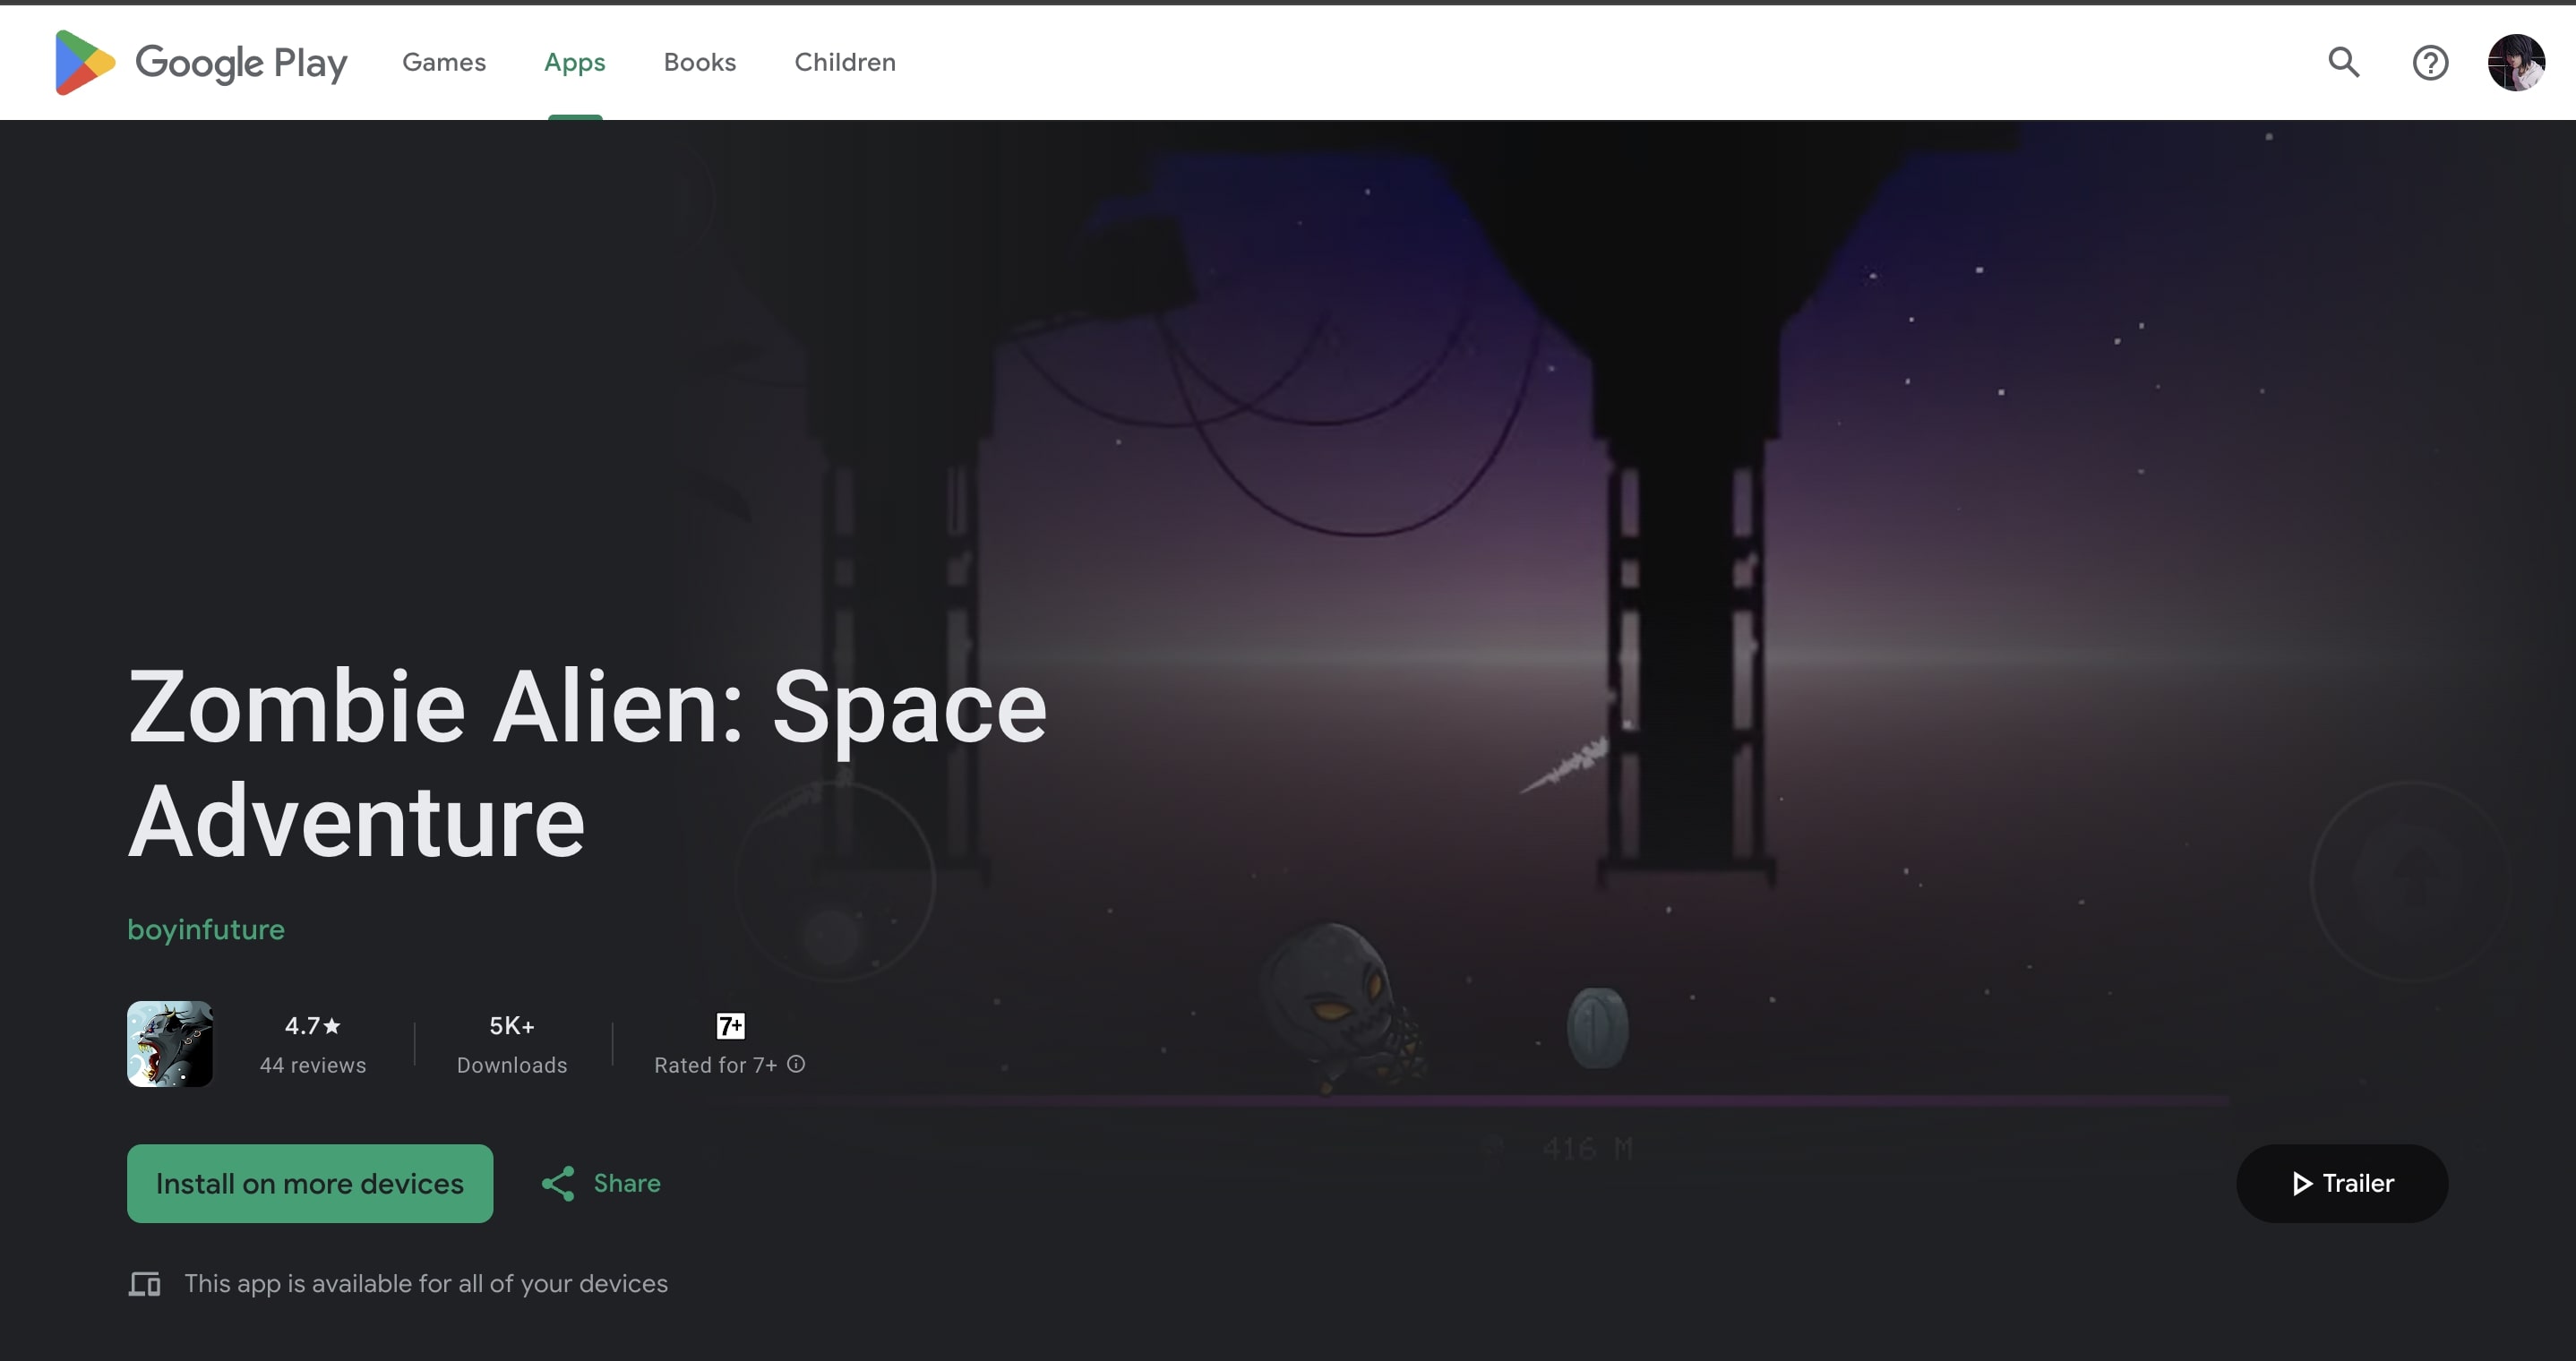 Google Play Games Apps Books Children
Zombie Alien: Space
Adventure
boyinfuture
4.7★ 5K+ 7+
44 reviews Downloads Rated for 7+
416 M
Install on more devices Share Trailer
This app is available for all of your devices